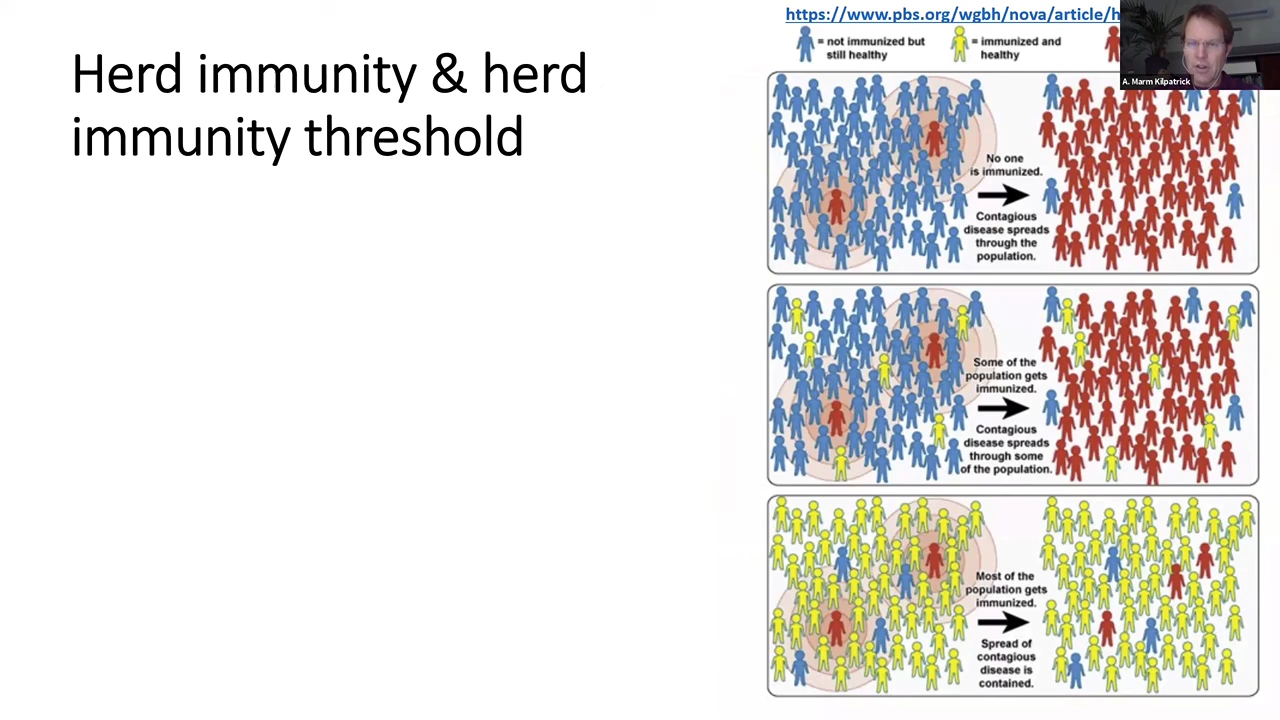 Herd immunity & herd
immunity threshold
https://www.pbs.org/wgbh/nova/article/h
= not immunized but
still healthy
= immunized and
healthy
A. Marm Kilpatrick
No one
is immunized.
Contagious
disease spreads
through the
population.
Some of the
population gets
immunized.
Contagious
disease spreads
through some
of the population.
Most of the
population gets
immunized.
Spread of
contagious
disease is
contained.